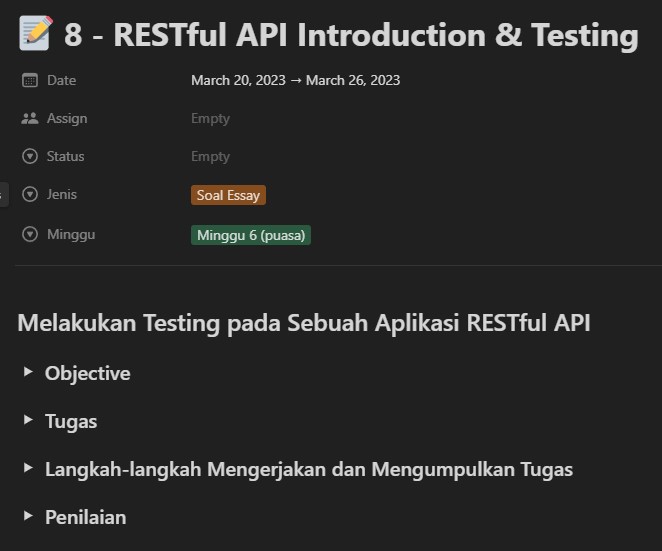 8 - RESTful API Introduction & Testing
Date March 20, 2023 → March 26, 2023
Assign Empty
Status Empty
Jenis Soal Essay
Minggu Minggu 6 (puasa)
Melakukan Testing pada Sebuah Aplikasi RESTful API
Objective
Tugas
Langkah-langkah Mengerjakan dan Mengumpulkan Tugas
Penilaian